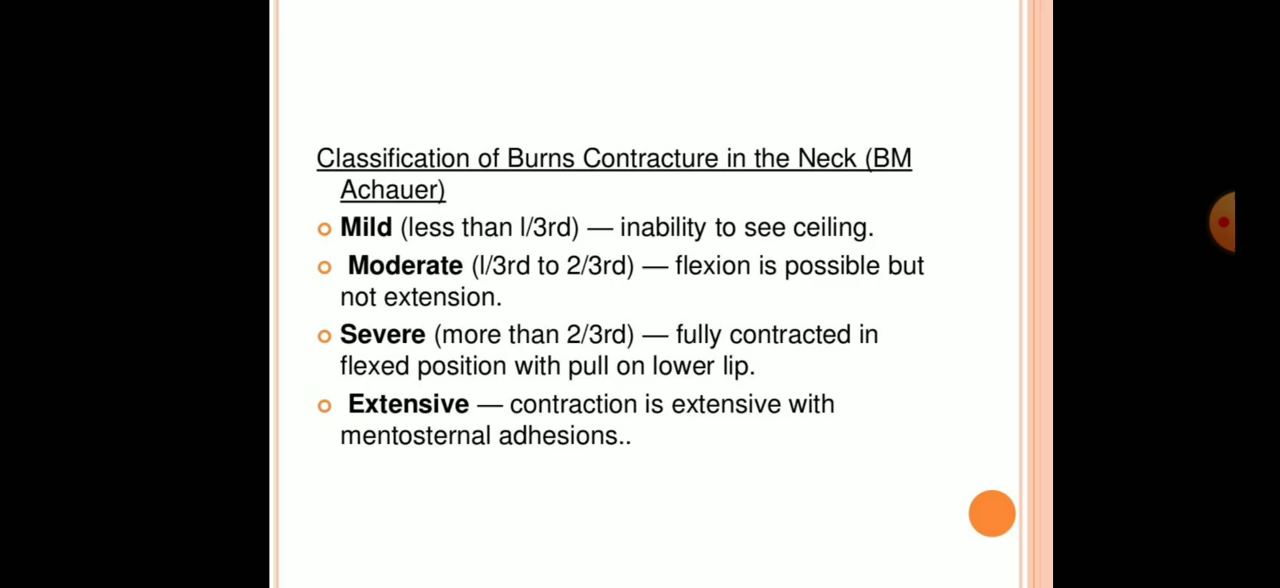 Classification of Burns Contracture in the Neck (BM
Achauer)
Mild (less than l/3rd) — inability to see ceiling.
Moderate (l/3rd to 2/3rd) — flexion is possible but
not extension.
Severe (more than 2/3rd) — fully contracted in
flexed position with pull on lower lip.
Extensive — contraction is extensive with
mentosternal adhesions..